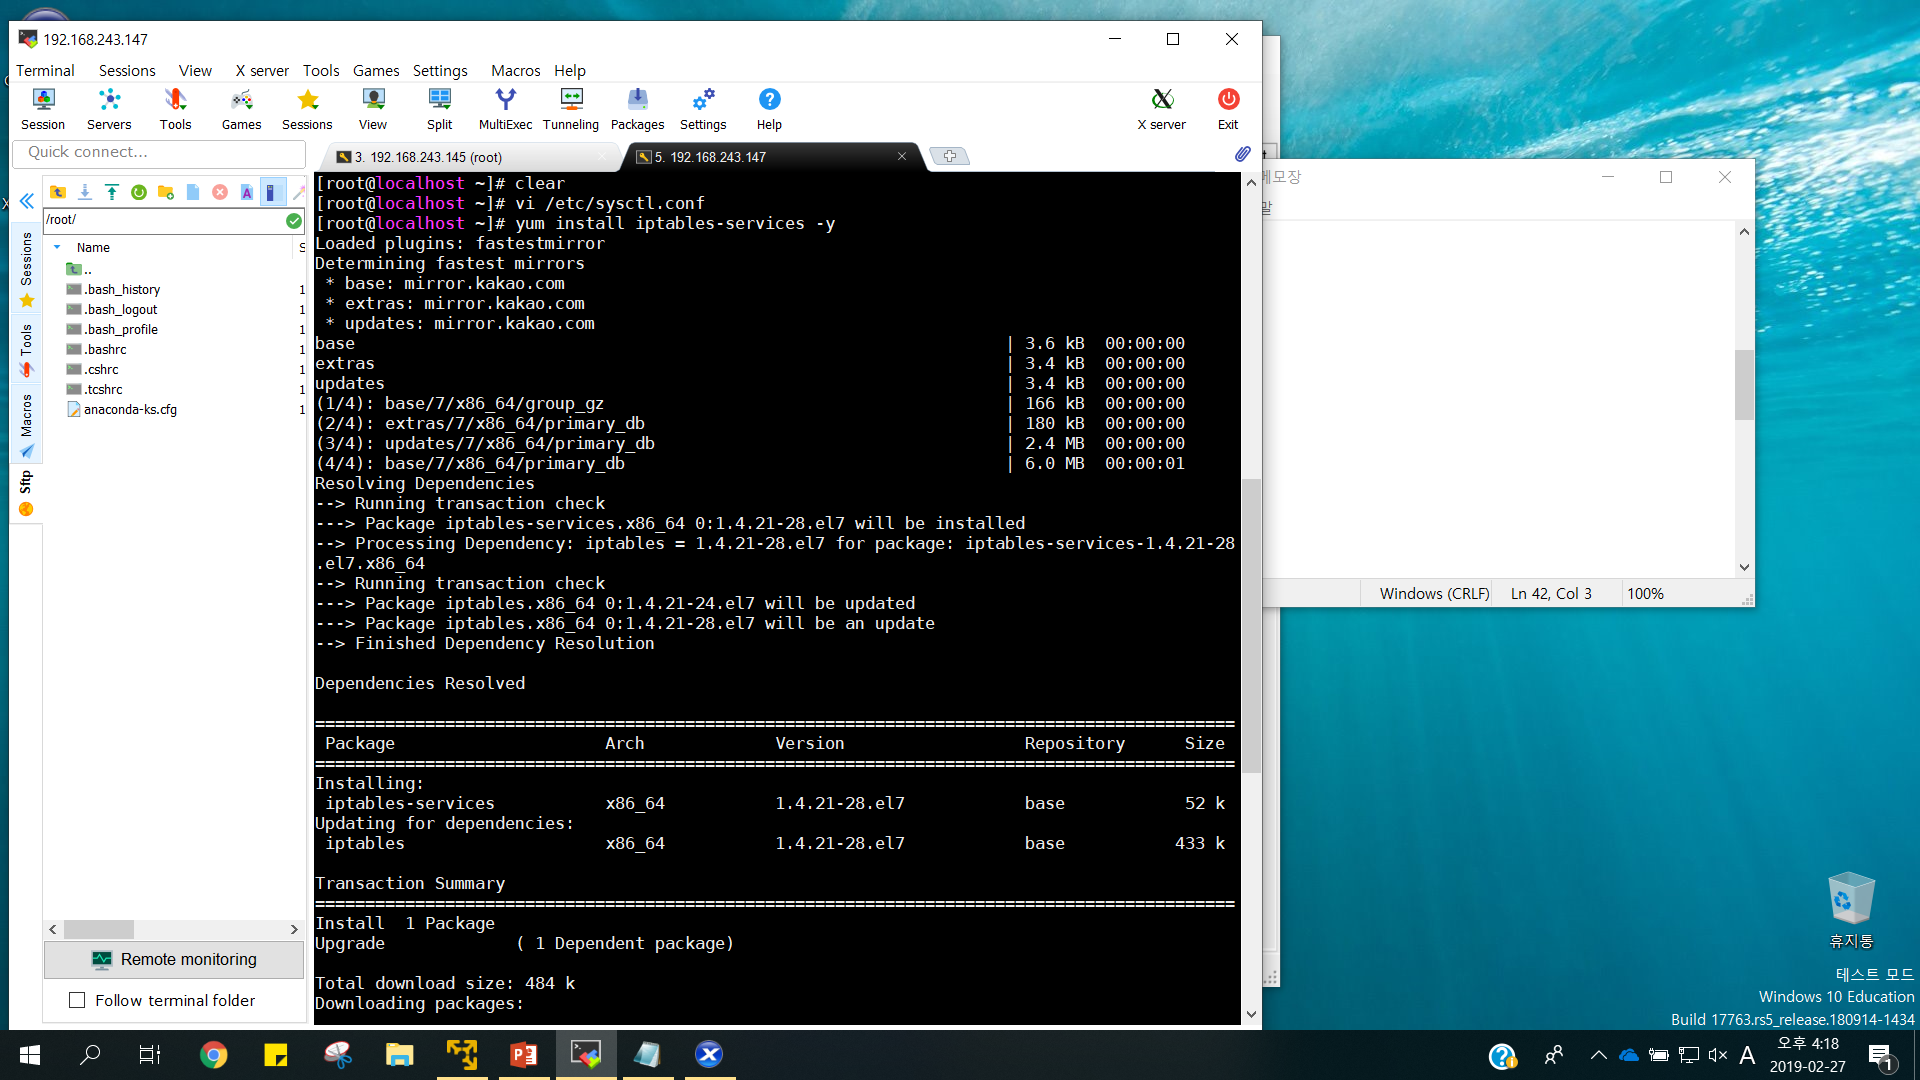 192.168.243.147
Terminal Sessions View X server Tools Games Settings Macros Help
Session Servers Tools Games Sessions View Split MultiExec Tunneling Packages Settings Help X server Exit
Quick connect...
3. 192.168.243.145 (root)
5. 192.168.243.147
/root/
Name
..
.bash_history 1
.bash_logout 1
.bash_profile 1
.bashrc 1
.cshrc 1
.tcshrc 1
anaconda-ks.cfg 1
Sessions
Tools
Macros
Sftp
Remote monitoring
Follow terminal folder
[root@localhost ~]# clear
[root@localhost ~]# vi /etc/sysctl.conf
[root@localhost ~]# yum install iptables-services -y
Loaded plugins: fastestmirror
Determining fastest mirrors
* base: mirror.kakao.com
* extras: mirror.kakao.com
* updates: mirror.kakao.com
base | 3.6 kB 00:00:00
extras | 3.4 kB 00:00:00
updates | 3.4 kB 00:00:00
(1/4): base/7/x86_64/group_gz | 166 kB 00:00:00
(2/4): extras/7/x86_64/primary_db | 180 kB 00:00:00
(3/4): updates/7/x86_64/primary_db | 2.4 MB 00:00:00
(4/4): base/7/x86_64/primary_db | 6.0 MB 00:00:01
Resolving Dependencies
--> Running transaction check
---> Package iptables-services.x86_64 0:1.4.21-28.el7 will be installed
--> Processing Dependency: iptables = 1.4.21-28.el7 for package: iptables-services-1.4.21-28
.el7.x86_64
--> Running transaction check
---> Package iptables.x86_64 0:1.4.21-24.el7 will be updated
---> Package iptables.x86_64 0:1.4.21-28.el7 will be an update
--> Finished Dependency Resolution
Dependencies Resolved
============================================================================================
Package Arch Version Repository Size
============================================================================================
Installing:
iptables-services x86_64 1.4.21-28.el7 base 52 k
Updating for dependencies:
iptables x86_64 1.4.21-28.el7 base 433 k
Transaction Summary
============================================================================================
Install 1 Package
Upgrade ( 1 Dependent package)
Total download size: 484 k
Downloading packages:
메모장
말
Windows (CRLF) Ln 42, Col 3 100%
휴지통
테스트 모드
Windows 10 Education
Build 17763.rs5_release.180914-1434
A
오후 4:18
2019-02-27
1